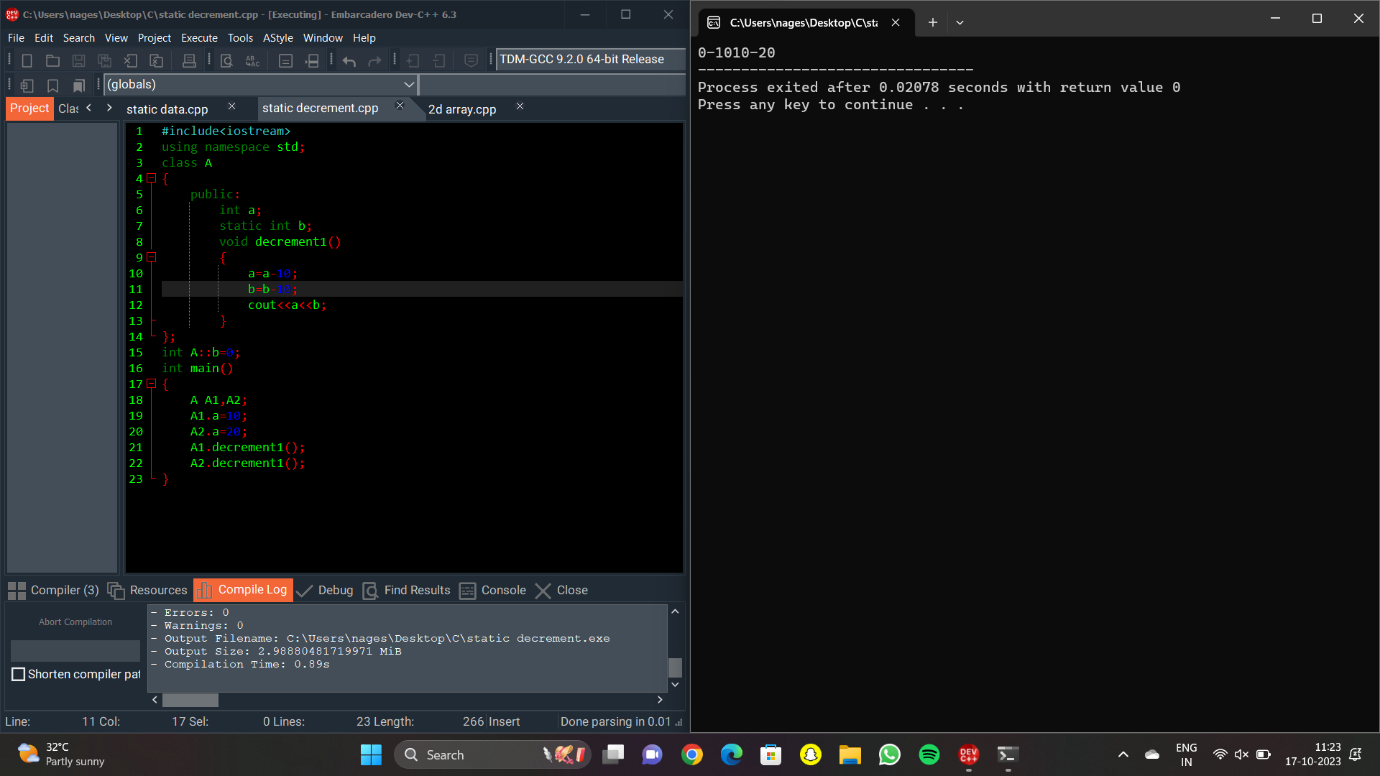 C:\Users\nages\Desktop\C\static decrement.cpp - [Executing] - Embarcadero Dev-C++ 6.3
File Edit Search View Project Execute Tools AStyle Window Help
TDM-GCC 9.2.0 64-bit Release
(globals)
Project Clas static data.cpp static decrement.cpp 2d array.cpp
1 #include<iostream>
2 using namespace std;
3 class A
4 {
5 public:
6 int a;
7 static int b;
8 void decrement1()
9 {
10 a=a-10;
11 b=b-10;
12 cout<<a<<b;
13 }
14 };
15 int A::b=0;
16 int main()
17 {
18 A A1,A2;
19 A1.a=10;
20 A2.a=20;
21 A1.decrement1();
22 A2.decrement1();
23 }
Compiler (3) Resources Compile Log Debug Find Results Console Close
Abort Compilation
Shorten compiler pat
- Errors: 0
- Warnings: 0
- Output Filename: C:\Users\nages\Desktop\C\static decrement.exe
- Output Size: 2.98880481719971 MiB
- Compilation Time: 0.89s
Line: 11 Col: 17 Sel: 0 Lines: 23 Length: 266 Insert Done parsing in 0.01
C:\Users\nages\Desktop\C\sta
0-1010-20
--------------------------------
Process exited after 0.02078 seconds with return value 0
Press any key to continue . . .
32°C
Partly sunny
Search
DEV
C++
ENG
IN
11:23
17-10-2023